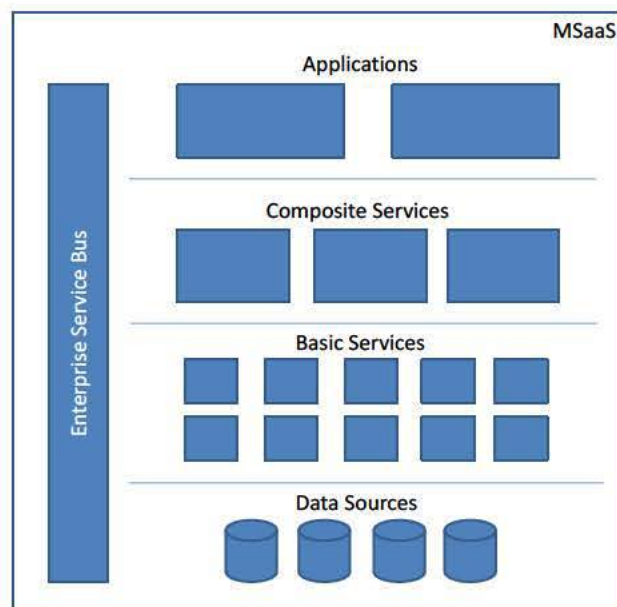 MSaaS
Applications
Composite Services
Basic Services
Data Sources
Enterprise Service Bus